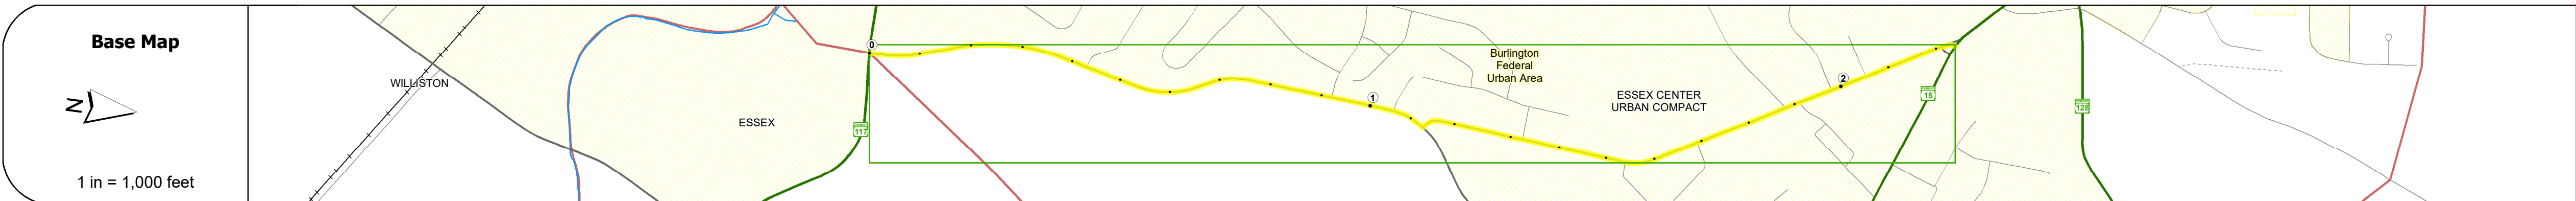 Base Map
N
1 in = 1,000 feet
WILLISTON
ESSEX
117
0
1
Burlington
Federal
Urban Area
ESSEX CENTER
URBAN COMPACT
2
15
128